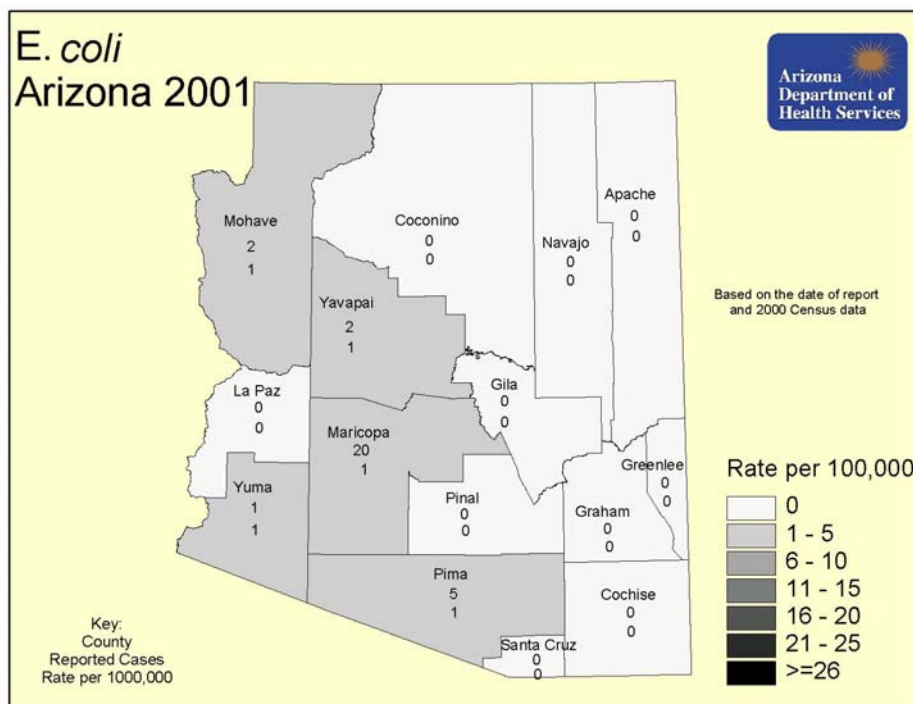 E. coli
Arizona 2001
Arizona
Department of
Health Services
Mohave
2
1
Coconino
0
0
Navajo
0
0
Apache
0
0
Based on the date of report
and 2000 Census data
Yavapai
2
1
La Paz
0
0
Gila
0
0
Maricopa
20
1
Yuma
1
1
Pinal
0
0
Graham
0
0
Greenlee
0
0
Pima
5
1
Cochise
0
0
Santa Cruz
0
0
Key:
County
Reported Cases
Rate per 1000,000
Rate per 100,000
0
1 - 5
6 - 10
11 - 15
16 - 20
21 - 25
>=26